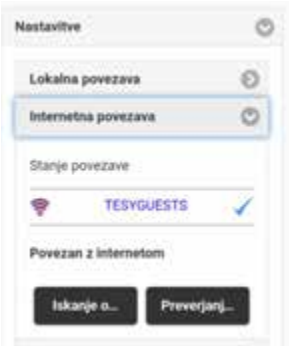 Nastavitve
Lokalna povezava
Internetna povezava
Stanje povezave
TESYGUESTS
Povezan z internetom
Iskanje o...
Preverjanj...